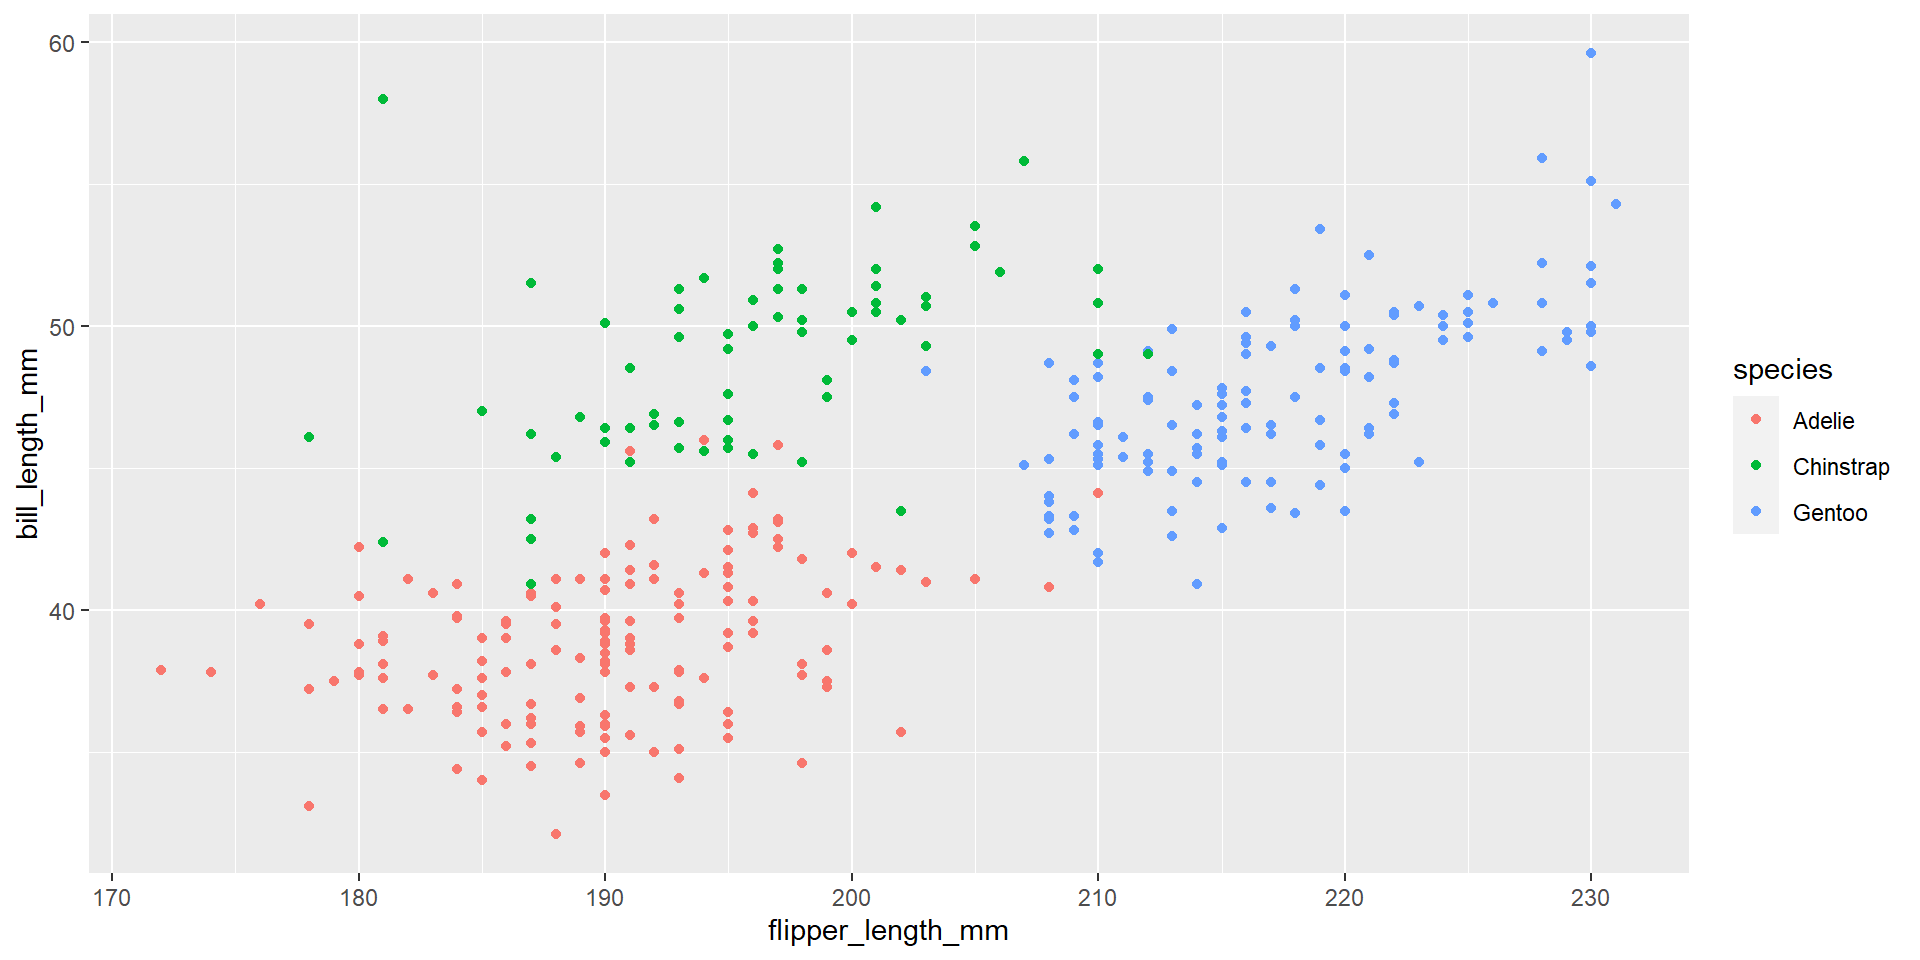 60
50
40
bill_length_mm
170 180 190 200 210 220 230
flipper_length_mm
species
Adelie
Chinstrap
Gentoo